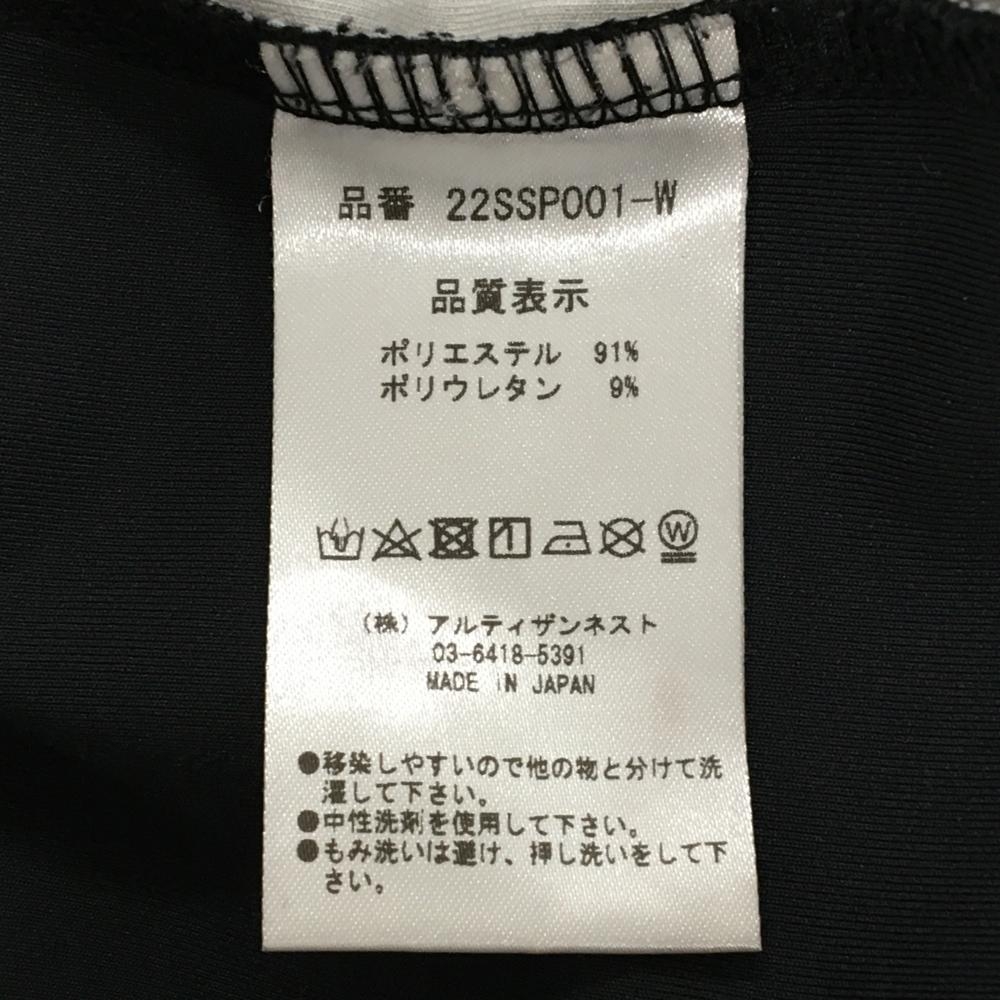 品番 22SSP001-W
品質表示
ポリエステル 91%
ポリウレタン 9%
W
(株) アルティザンネスト
03-6418-5391
MADE IN JAPAN
●移染しやすいので他の物と分けて洗
濯して下さい。
●中性洗剤を使用して下さい。
●もみ洗いは避け、押し洗いをして下
さい。